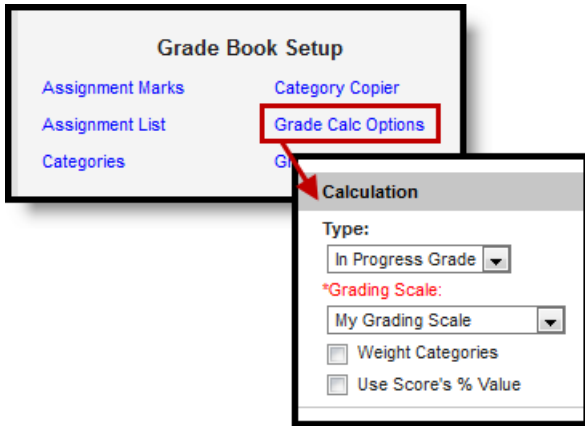 Grade Book Setup
Assignment Marks Category Copier
Assignment List Grade Calc Options
Categories
Calculation
Type:
In Progress Grade
*Grading Scale:
My Grading Scale
Weight Categories
Use Score's % Value